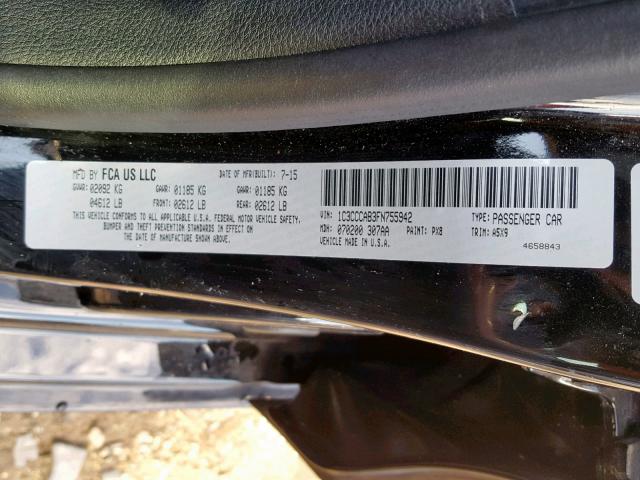 MFD BY FCA US LLC DATE OF MFR(BUILT): 7-15
GVWR: 02092 KG GAWR: 01185 KG GAWR: 01185 KG
04612 LB FRONT: 02612 LB REAR: 02612 LB
THIS VEHICLE CONFORMS TO ALL APPLICABLE U.S.A. FEDERAL MOTOR VEHICLE SAFETY,
BUMPER AND THEFT PREVENTION STANDARDS IN EFFECT ON
THE DATE OF MANUFACTURE SHOWN ABOVE.
VIN: 1C3CCCAB3FN755942 TYPE: PASSENGER CAR
MDH: 070200 307AA PAINT: PX8 TRIM: A5X9
VEHICLE MADE IN U.S.A. 4658843